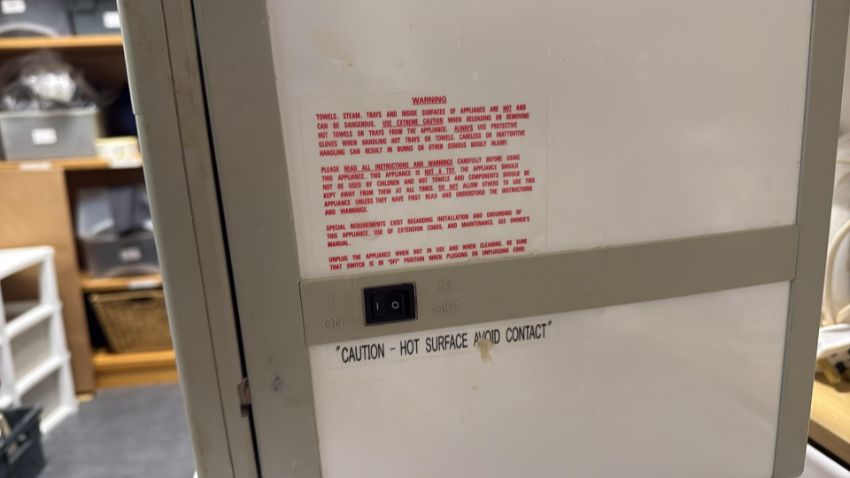 WARNING
TOWELS, STEAM, TRAYS AND INSIDE SURFACES OF APPLIANCE ARE HOT AND
CAN BE DANGEROUS. USE EXTREME CAUTION WHEN RELOADING OR REMOVING
HOT TOWELS OR TRAYS FROM THE APPLIANCE. ALWAYS USE PROTECTIVE
GLOVES WHEN HANDLING HOT TRAYS OR TOWELS. CARELESS OR INATTENTIVE
HANDLING CAN RESULT IN BURNS OR OTHER SERIOUS BODILY INJURY.
PLEASE READ ALL INSTRUCTIONS AND WARNINGS CAREFULLY BEFORE USING
THIS APPLIANCE. THIS APPLIANCE IS NOT A TOY. THE APPLIANCE SHOULD
NOT BE USED BY CHILDREN AND HOT TOWELS AND COMPONENTS SHOULD BE
KEPT AWAY FROM THEM AT ALL TIMES. DO NOT ALLOW OTHERS TO USE THIS
APPLIANCE UNLESS THEY HAVE FIRST READ AND UNDERSTOOD THE INSTRUCTIONS
AND WARNINGS.
SPECIAL REQUIREMENTS EXIST REGARDING INSTALLATION AND GROUNDING OF
THIS APPLIANCE, USE OF EXTENSION CORDS, AND MAINTENANCE. SEE OWNER'S
MANUAL.
UNPLUG THE APPLIANCE WHEN NOT IN USE AND WHEN CLEANING. BE SURE
THAT SWITCH IS IN "OFF" POSITION WHEN PLUGGING OR UNPLUGGING CORD.
ON OFF
"CAUTION - HOT SURFACE AVOID CONTACT"